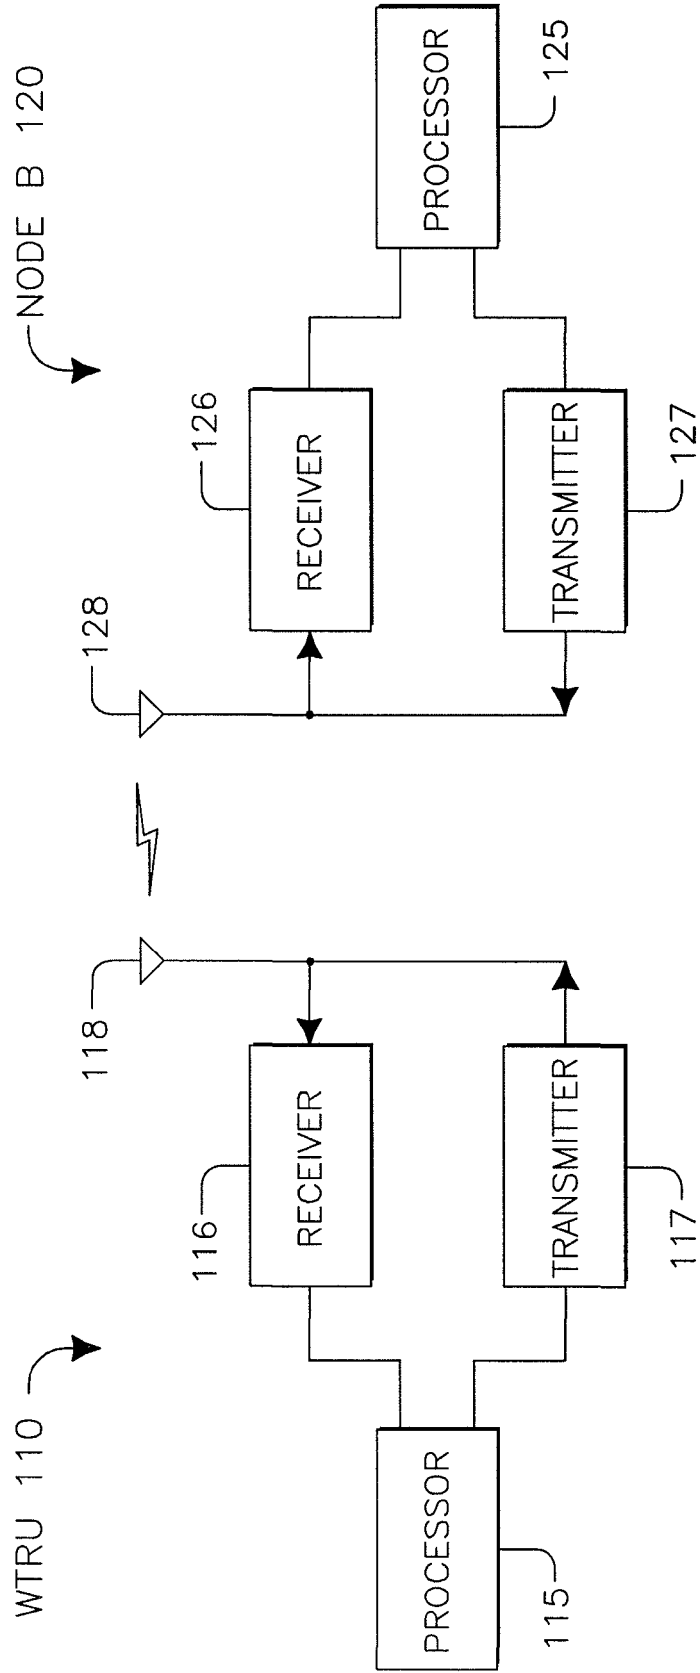 WTRU 110
NODE B 120
118
128
116
126
RECEIVER
RECEIVER
PROCESSOR
PROCESSOR
115
125
TRANSMITTER
TRANSMITTER
117
127